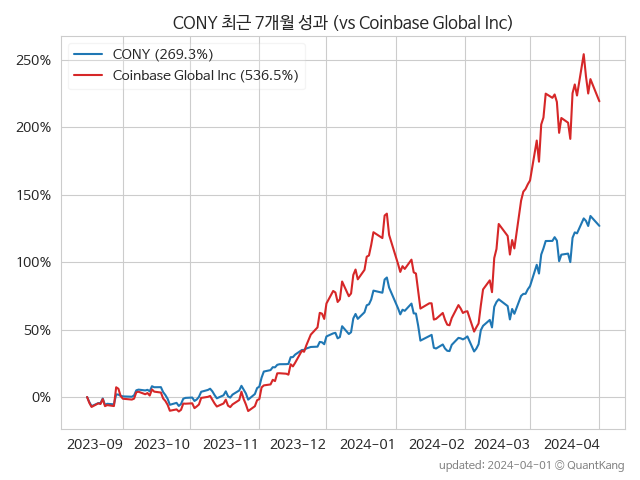 CONY 최근 7개월 성과 (vs Coinbase Global Inc)
CONY (269.3%)
Coinbase Global Inc (536.5%)
250%
200%
150%
100%
50%
0%
2023-09 2023-10 2023-11 2023-12 2024-01 2024-02 2024-03 2024-04
updated: 2024-04-01 © QuantKang